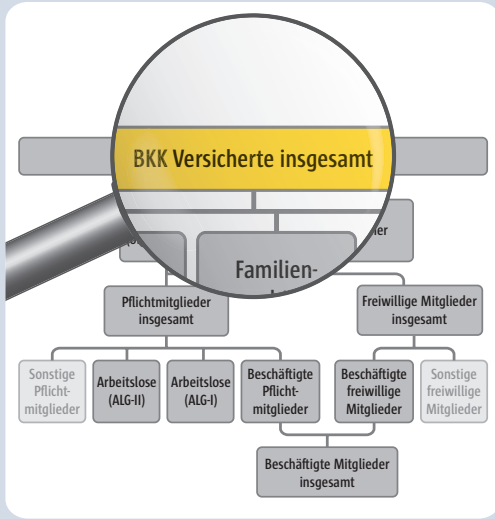 BKK Versicherte insgesamt
Familien-
Pflichtmitglieder
insgesamt
Freiwillige Mitglieder
insgesamt
Sonstige
Pflicht-
mitglieder
Arbeitslose
(ALG-II)
Arbeitslose
(ALG-I)
Beschäftigte
Pflicht-
mitglieder
Beschäftigte
freiwillige
Mitglieder
Sonstige
freiwillige
Mitglieder
Beschäftigte Mitglieder
insgesamt